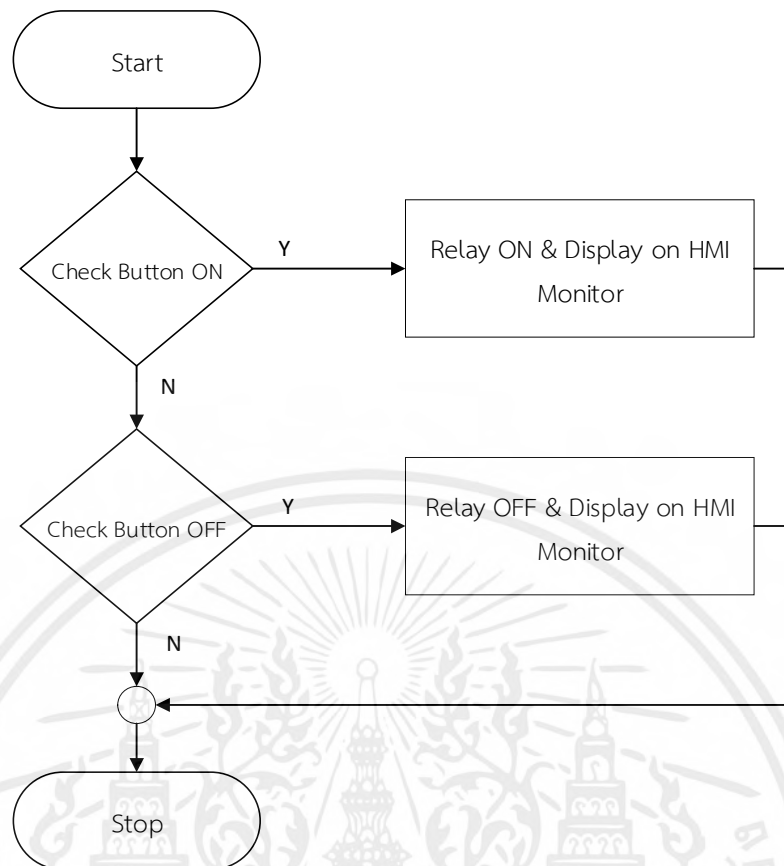 Start
Check Button ON
Y
Relay ON & Display on HMI
Monitor
N
Check Button OFF
Y
Relay OFF & Display on HMI
Monitor
N
Stop